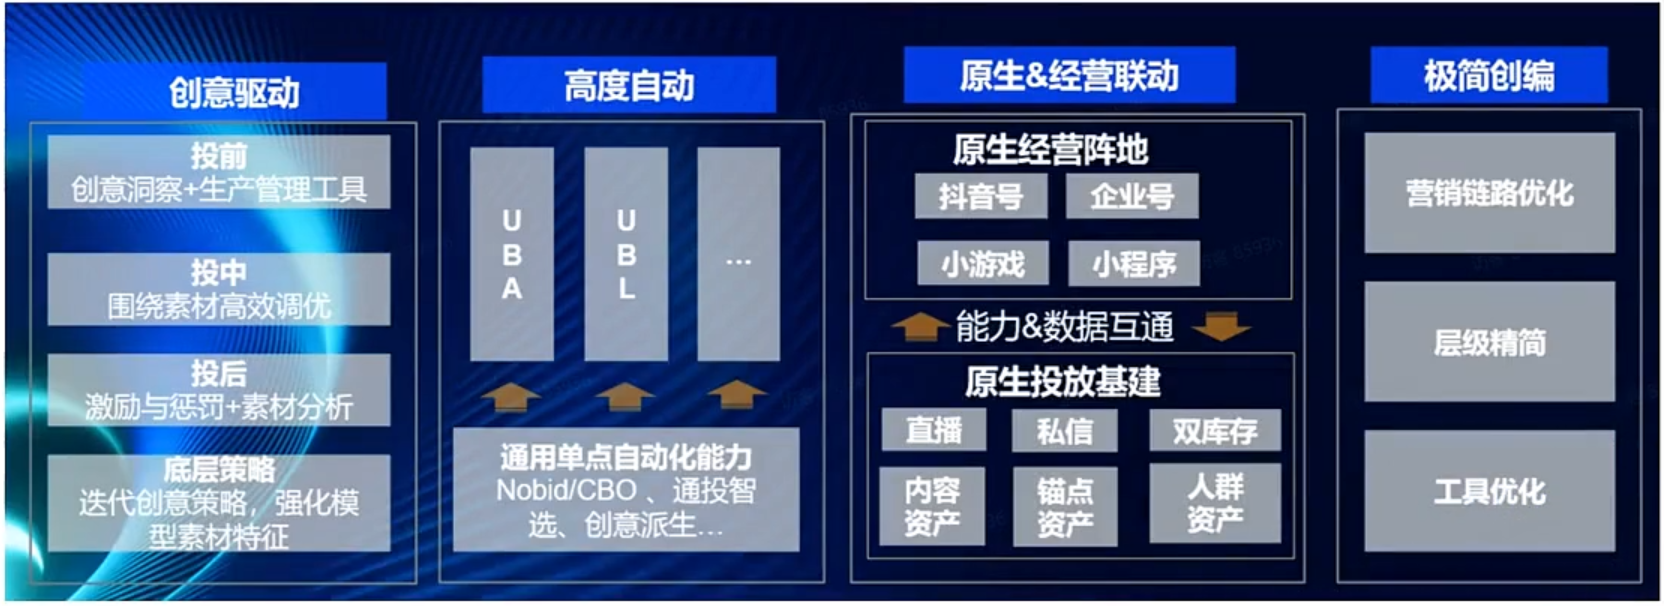 创意驱动
投前
创意洞察+生产管理工具
投中
围绕素材高效调优
投后
激励与惩罚+素材分析
底层策略
迭代创意策略，强化模
型素材特征
高度自动
U
B
A
U
B
L
...
通用单点自动化能力
Nobid/CBO 、通投智
选、创意派生...
原生&经营联动
原生经营阵地
抖音号
企业号
小游戏
小程序
能力&数据互通
原生投放基建
直播
私信
双库存
内容
资产
锚点
资产
人群
资产
极简创编
营销链路优化
层级精简
工具优化